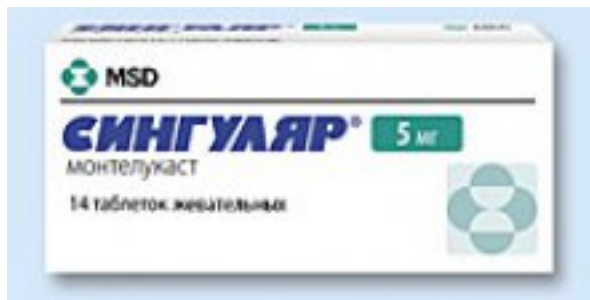 MSD
СИНГУЛЯР®
5 мг
монтелукаст
14 таблеток жевательных